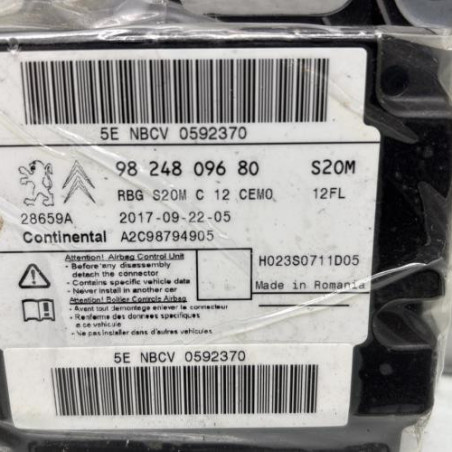 5E NBCV 0592370
98 248 096 80 S20M
RBG S20M C 12 CEMO 12FL
28659A 2017-09-22-05
Continental A2C98794905
Attention! Airbag Control Unit
- Before any disassembly
detach the connector
- Contains specific vehicle data
- Never install in another car
Attention! Boitier Controle Airbag
- Avant tout demontage enlever le connecteur
- Renferme des donnees specifiques
a ce vehicule
- Ne pas installer dans d'autres vehicules
H023S0711D05
Made in Romania
5E NBCV 0592370